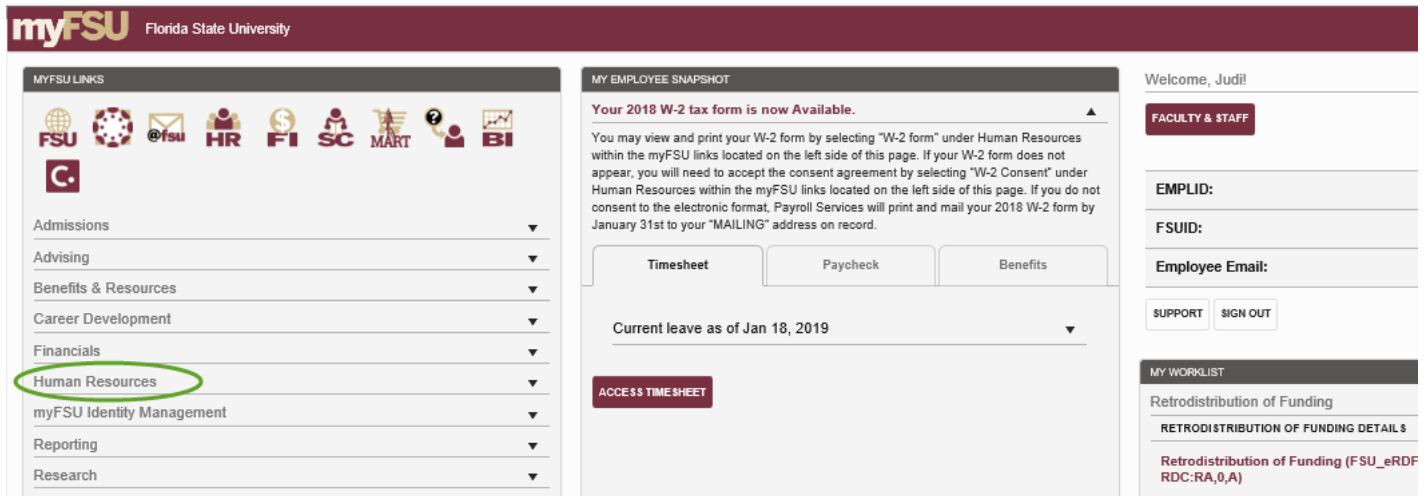 myFSU Florida State University
MYFSU LINKS
FSU @fsu HR FI SC MART ? BI
C.
Admissions
Advising
Benefits & Resources
Career Development
Financials
Human Resources
myFSU Identity Management
Reporting
Research
MY EMPLOYEE SNAPSHOT
Your 2018 W-2 tax form is now Available.
You may view and print your W-2 form by selecting "W-2 form" under Human Resources
within the myFSU links located on the left side of this page. If your W-2 form does not
appear, you will need to accept the consent agreement by selecting "W-2 Consent" under
Human Resources within the myFSU links located on the left side of this page. If you do not
consent to the electronic format, Payroll Services will print and mail your 2018 W-2 form by
January 31st to your "MAILING" address on record.
Timesheet Paycheck Benefits
Current leave as of Jan 18, 2019
ACCESS TIMESHEET
Welcome, Judi!
FACULTY & STAFF
EMPLID:
FSUID:
Employee Email:
SUPPORT SIGN OUT
MY WORKLIST
Retrodistribution of Funding
RETRODISTRIBUTION OF FUNDING DETAILS
Retrodistribution of Funding (FSU_eRDF
RDC:RA,0,A)